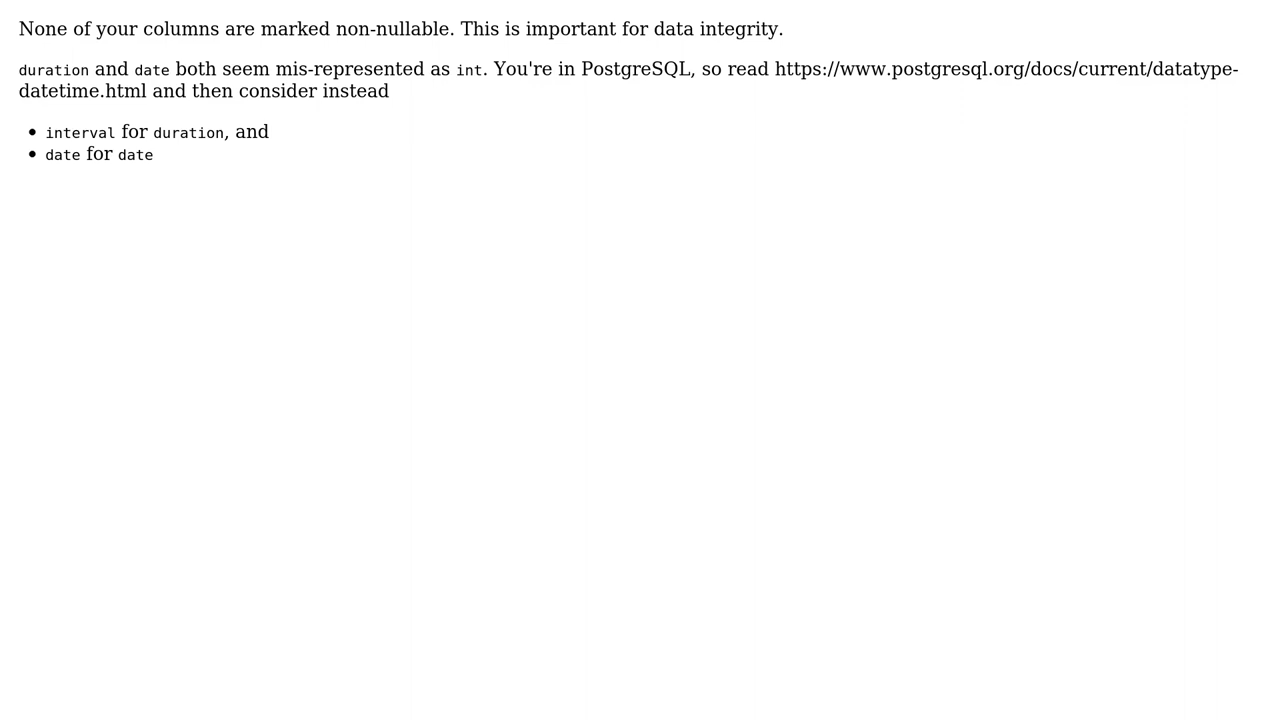 None of your columns are marked non-nullable. This is important for data integrity.
duration and date both seem mis-represented as int. You're in PostgreSQL, so read https://www.postgresql.org/docs/current/datatype-
datetime.html and then consider instead
• interval for duration, and
• date for date